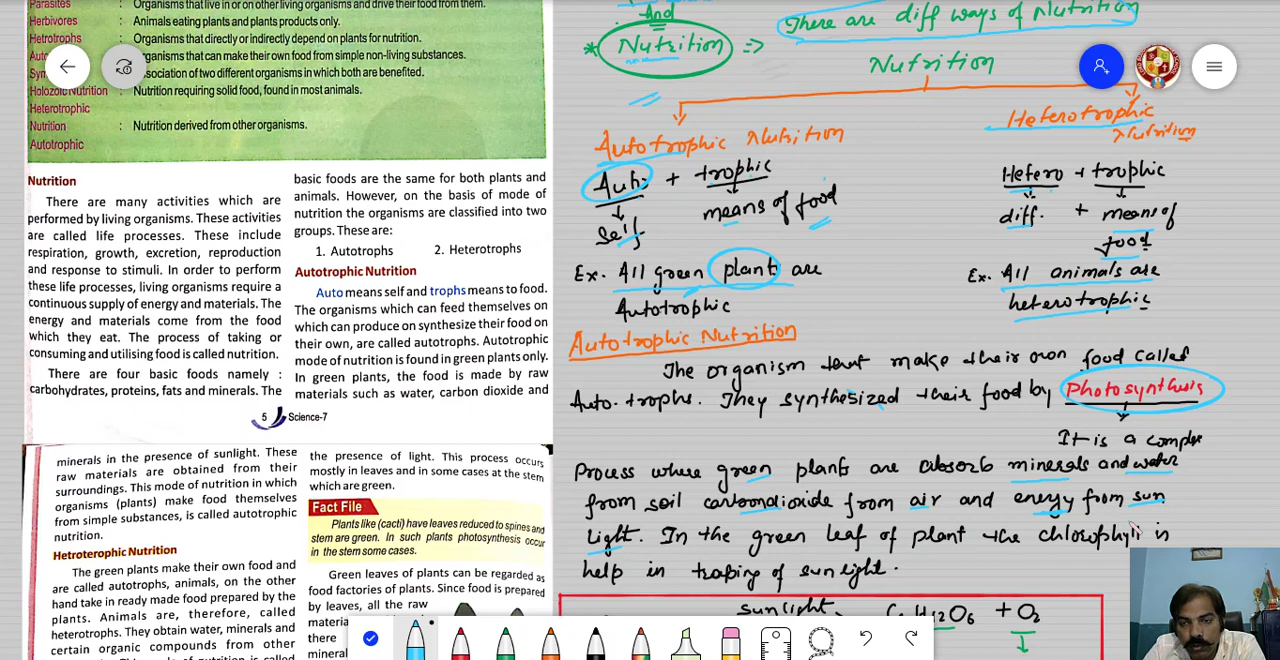 Parasites : Organisms that live in or on other living organisms and drive their food from them.
Herbivores : Animals eating plants and plants products only.
Hetrotrophs : Organisms that directly or indirectly depend on plants for nutrition.
ganisms that can make their own food from simple non-living substances.
sociation of two different organisms in which both are benefited.
Holozoic Nutrition : Nutrition requiring solid food, found in most animals.
Heterotrophic
Nutrition : Nutrition derived from other organisms.
Autotrophic
Nutrition
There are many activities which are
performed by living organisms. These activities
are called life processes. These include
respiration, growth, excretion, reproduction
and response to stimuli. In order to perform
these life processes, living organisms require a
continuous supply of energy and materials. The
energy and materials come from the food
which they eat. The process of taking or
consuming and utilising food is called nutrition.
There are four basic foods namely :
carbohydrates, proteins, fats and minerals. The
basic foods are the same for both plants and
animals. However, on the basis of mode of
nutrition the organisms are classified into two
groups. These are:
1. Autotrophs 2. Heterotrophs
Autotrophic Nutrition
Auto means self and trophs means to food.
The organisms which can feed themselves on
which can produce on synthesize their food on
their own, are called autotrophs. Autotrophic
mode of nutrition is found in green plants only.
In green plants, the food is made by raw
materials such as water, carbon dioxide and
5 Science-7
minerals in the presence of sunlight. These
raw materials are obtained from their
surroundings. This mode of nutrition in which
organisms (plants) make food themselves
from simple substances, is called autotrophic
nutrition.
Hetroterophic Nutrition
The green plants make their own food and
are called autotrophs, animals, on the other
hand take in ready made food prepared by the
plants. Animals are, therefore, called
heterotrophs. They obtain water, minerals and
certain organic compounds from other
the presence of light. This process occurs
mostly in leaves and in some cases at the stem
which are green.
Fact File
Plants like (cacti) have leaves reduced to spines and
stem are green. In such plants photosynthesis occur
in the stem some cases.
Green leaves of plants can be regarded as
food factories of plants. Since food is prepared
by leaves, all the raw
there
And
* Nutrition => There are diff ways of Nutrition
Nutrition
Autotrophic Nutrition
Auto + trophic
means of food
Self
Ex. All green plants are
Autotrophic
Heterotrophic
Nutrition
Hetero + trophic
diff. + means of
food
Ex. All animals are
heterotrophic
Autotrophic Nutrition
The organism that make their own food called
Auto-trophs. They synthesized their food by Photosynthesis
It is a complex
Process where green plants are absorb minerals and water
from soil carbondioxide from air and energy from sun
light. In the green leaf of plant the chlorophyll in
help in traping of sunlight.
sunlight
H12O6 + O2